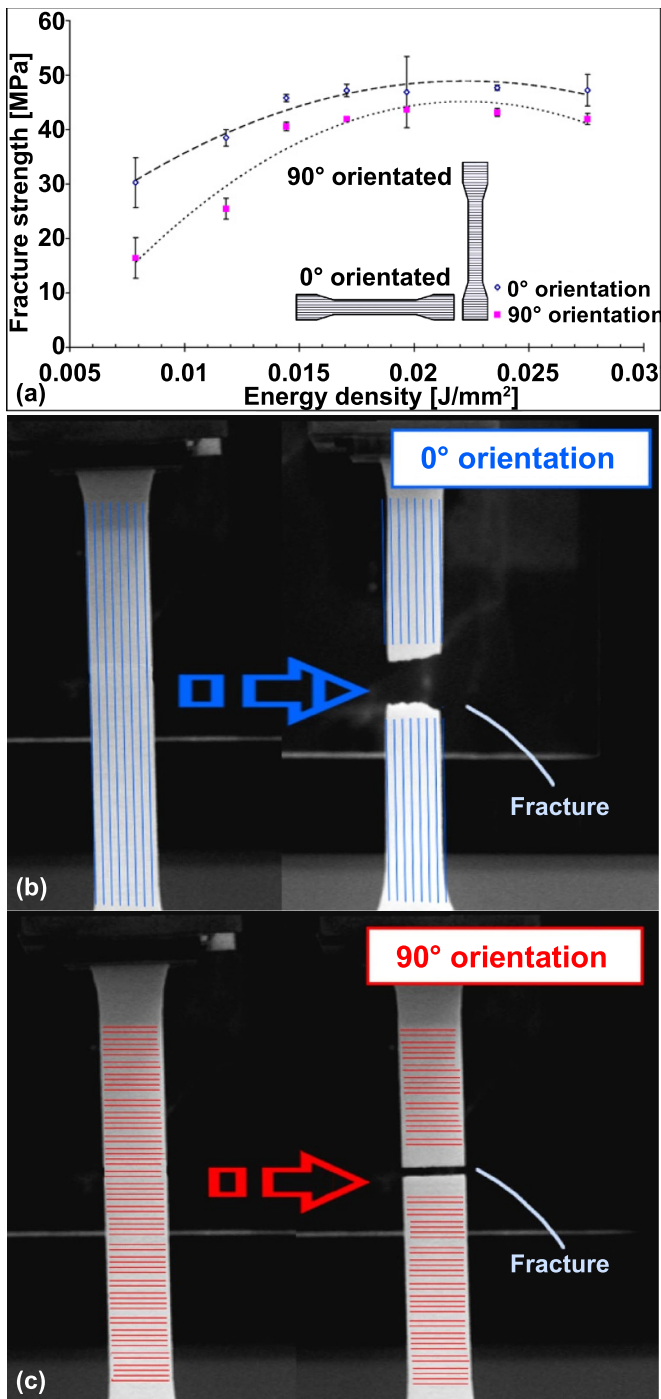 60
50
40
30
20
10
0
Fracture strength [MPa]
90° orientated
0° orientated
0° orientation
90° orientation
0.005
0.01
0.015
0.02
0.025
0.03
(a)
Energy density [J/mm²]
0° orientation
Fracture
(b)
90° orientation
Fracture
(c)